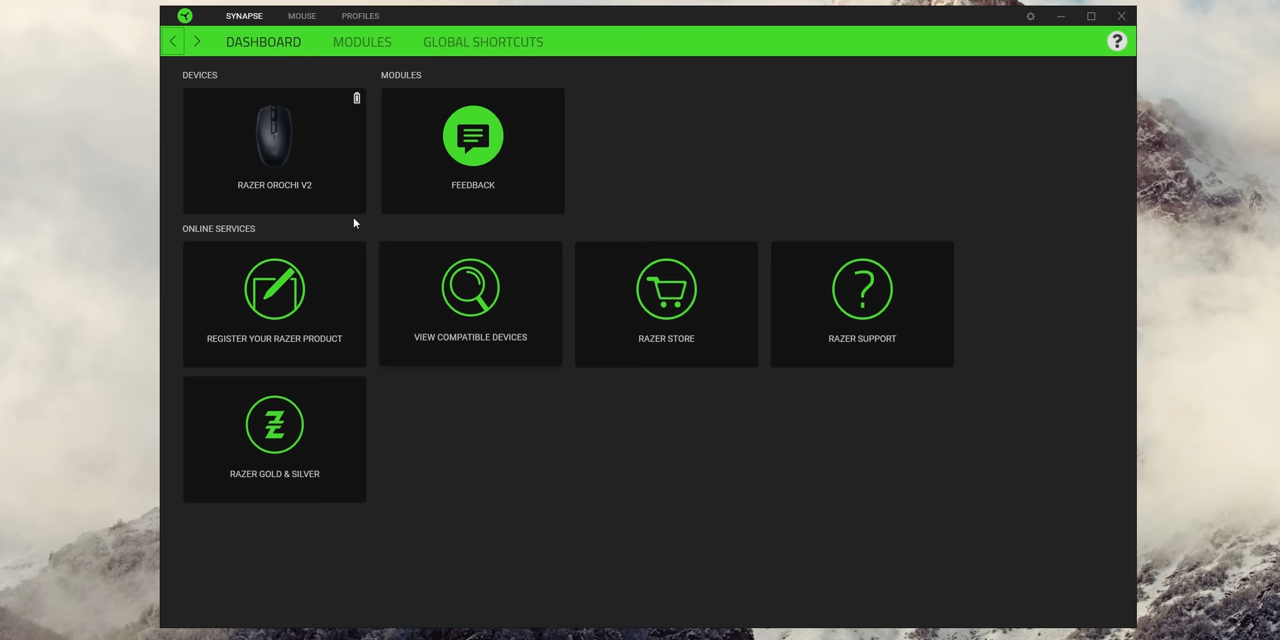 SYNAPSE MOUSE PROFILES
DASHBOARD MODULES GLOBAL SHORTCUTS ?
DEVICES MODULES
RAZER OROCHI V2 FEEDBACK
ONLINE SERVICES
REGISTER YOUR RAZER PRODUCT VIEW COMPATIBLE DEVICES RAZER STORE RAZER SUPPORT
RAZER GOLD & SILVER